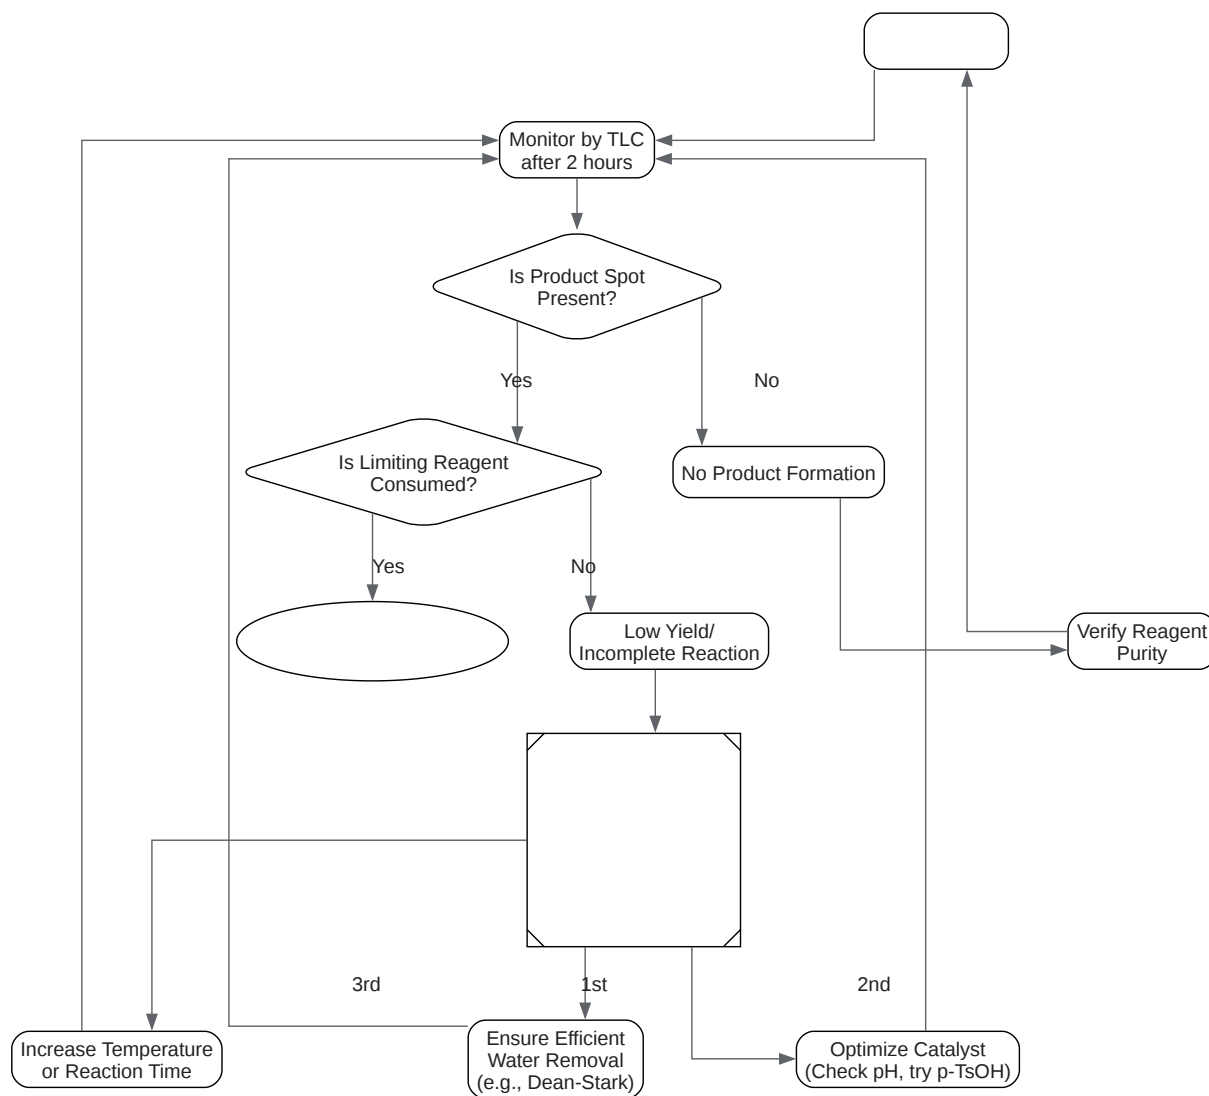 Monitor by TLC
after 2 hours
Is Product Spot
Present?
Yes
No
Is Limiting Reagent
Consumed?
No Product Formation
Yes
No
Low Yield/
Incomplete Reaction
Verify Reagent
Purity
3rd
1st
2nd
Increase Temperature
or Reaction Time
Ensure Efficient
Water Removal
(e.g., Dean-Stark)
Optimize Catalyst
(Check pH, try p-TsOH)